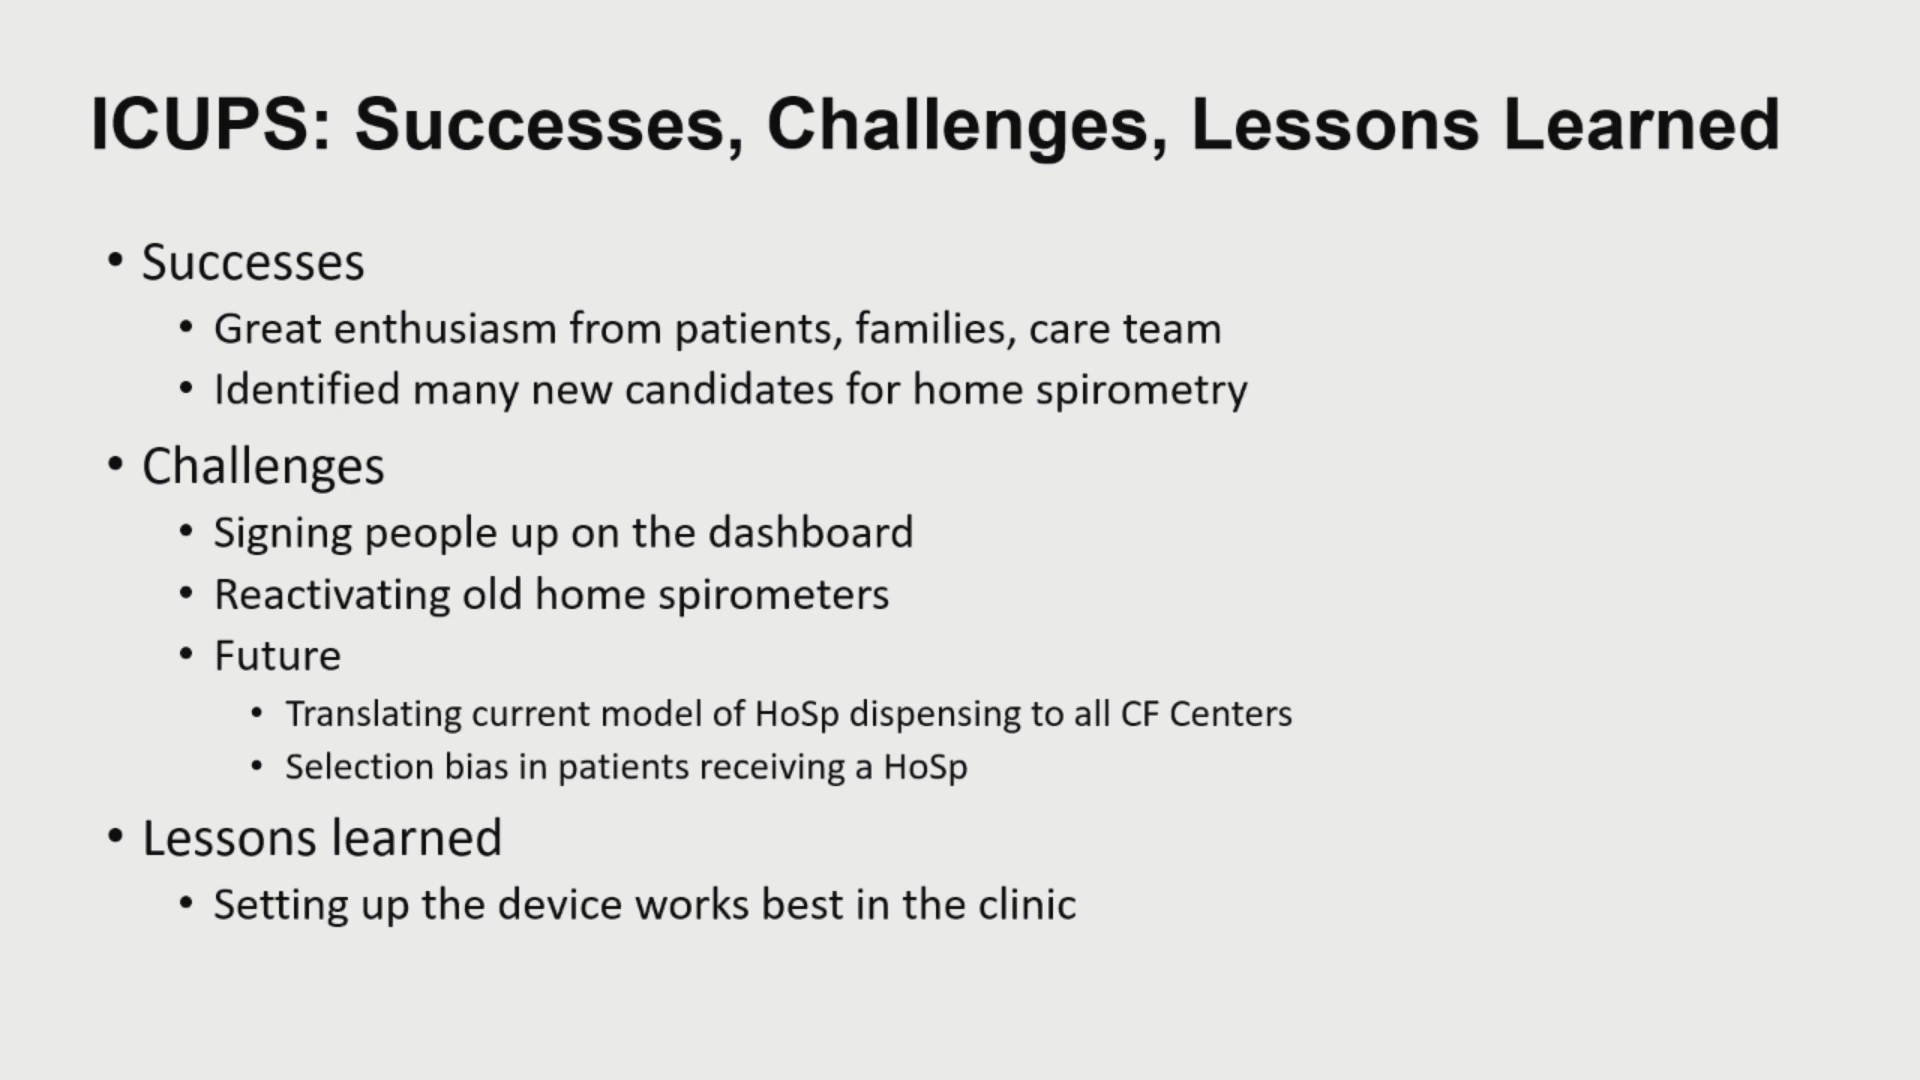 ICUPS: Successes, Challenges, Lessons Learned
• Successes
• Great enthusiasm from patients, families, care team
• Identified many new candidates for home spirometry
• Challenges
• Signing people up on the dashboard
• Reactivating old home spirometers
• Future
• Translating current model of HoSp dispensing to all CF Centers
• Selection bias in patients receiving a HoSp
• Lessons learned
• Setting up the device works best in the clinic